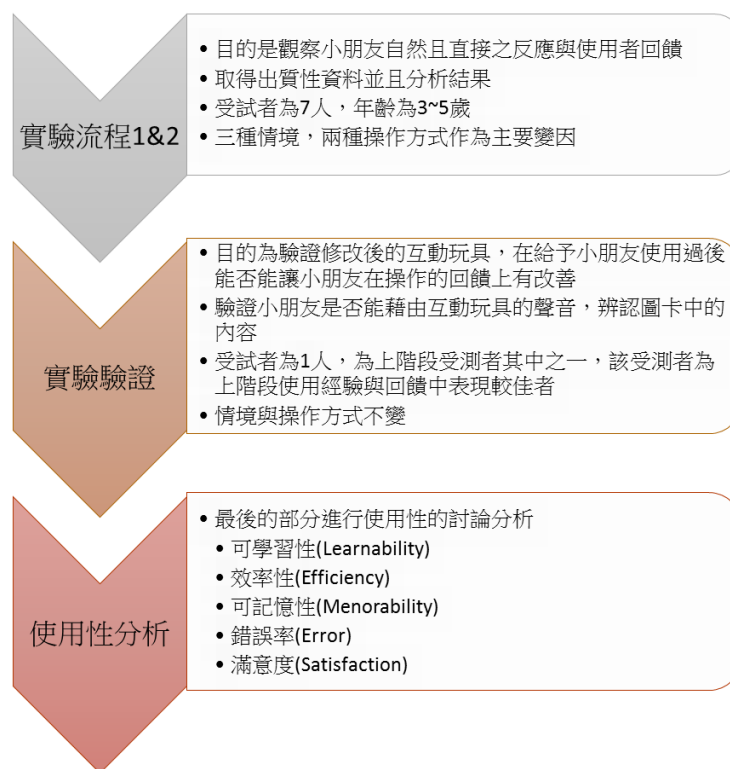 實驗流程1&2
• 目的是觀察小朋友自然且直接之反應與使用者回饋
• 取得出質性資料並且分析結果
• 受試者為7人，年齡為3~5歲
• 三種情境，兩種操作方式作為主要變因
實驗驗證
• 目的為驗證修改後的互動玩具，在給予小朋友使用過後
能否能讓小朋友在操作的回饋上有改善
• 驗證小朋友是否能藉由互動玩具的聲音，辨認圖卡中的
內容
• 受試者為1人，為上階段受測者其中之一，該受測者為
上階段使用經驗與回饋中表現較佳者
• 情境與操作方式不變
使用性分析
• 最後的部分進行使用性的討論分析
• 可學習性(Learnability)
• 效率性(Efficiency)
• 可記憶性(Menorability)
• 錯誤率(Error)
• 滿意度(Satisfaction)